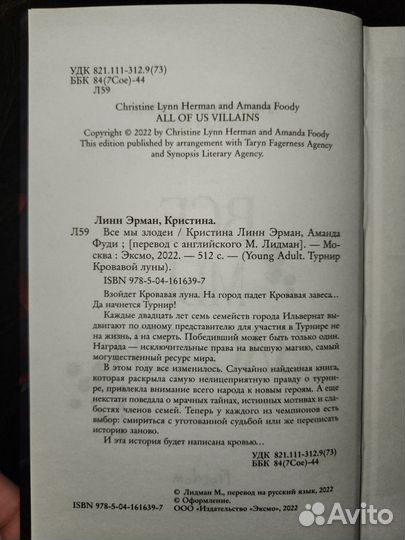 УДК 821.111-312.9(73)
ББК 84(7Сое)-44
Л59
Christine Lynn Herman and Amanda Foody
ALL OF US VILLAINS
Copyright © 2022 by Christine Lynn Herman and Amanda Foody
This edition published by arrangement with Taryn Fagerness Agency
and Synopsis Literary Agency.
Линн Эрман, Кристина.
Л59 Все мы злодеи / Кристина Линн Эрман, Аманда
Фуди ; [перевод с английского М. Лидман]. — Мо-
сква : Эксмо, 2022. — 512 с. — (Young Adult. Турнир
Кровавой луны).
ISBN 978-5-04-161639-7
Взойдет Кровавая луна. На город падет Кровавая завеса...
Да начнется Турнир!
Каждые двадцать лет семь семейств города Ильвернат вы-
двигают по одному представителю для участия в Турнире
не на жизнь, а на смерть. Победивший может быть только один.
Награда — исключительные права на высшую магию, самый
могущественный ресурс мира.
В этом году все изменилось. Случайно найденная книга,
которая раскрыла самую нелицеприятную правду о турни-
ре, привлекла внимание всего народа к новым героям. А еще
некстати поведала о мрачных тайнах, истинных мотивах и сла-
бостях членов семей. Теперь у каждого из чемпионов есть
выбор: смириться с уготованной судьбой или же переписать
историю заново.
И эта история будет написана кровью...
УДК 821.111-312.9(73)
ББК 84(7Сое)-44
© Лидман М., перевод на русский язык, 2022
ISBN 978-5-04-161639-7 © Оформление. ООО «Издательство «Эксмо», 2022
Avito